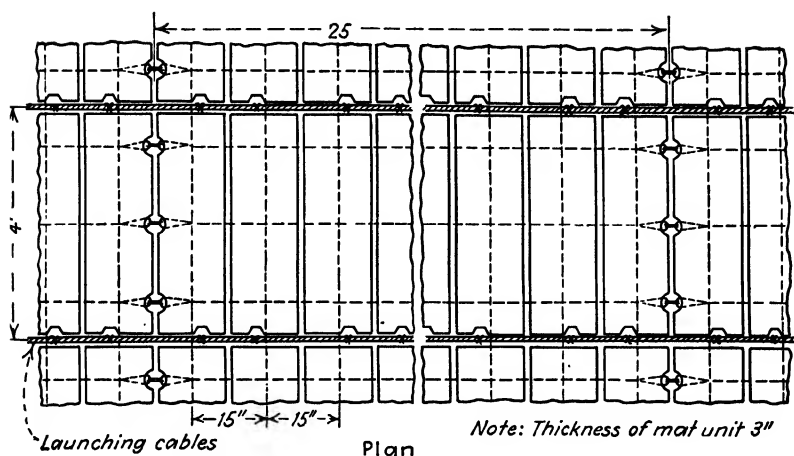 25
4'
15"
15"
Launching cables
Plan
Note: Thickness of mat unit 3"